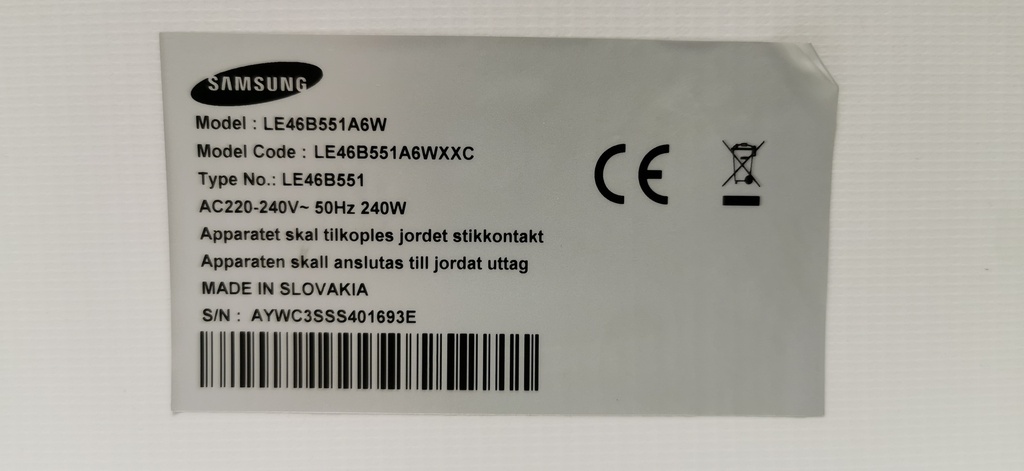 SAMSUNG
Model : LE46B551A6W
Model Code : LE46B551A6WXXC
Type No.: LE46B551
AC220-240V~ 50Hz 240W
Apparatet skal tilkoples jordet stikkontakt
Apparaten skall anslutas till jordat uttag
MADE IN SLOVAKIA
S/N : AYWC3SSS401693E
CE